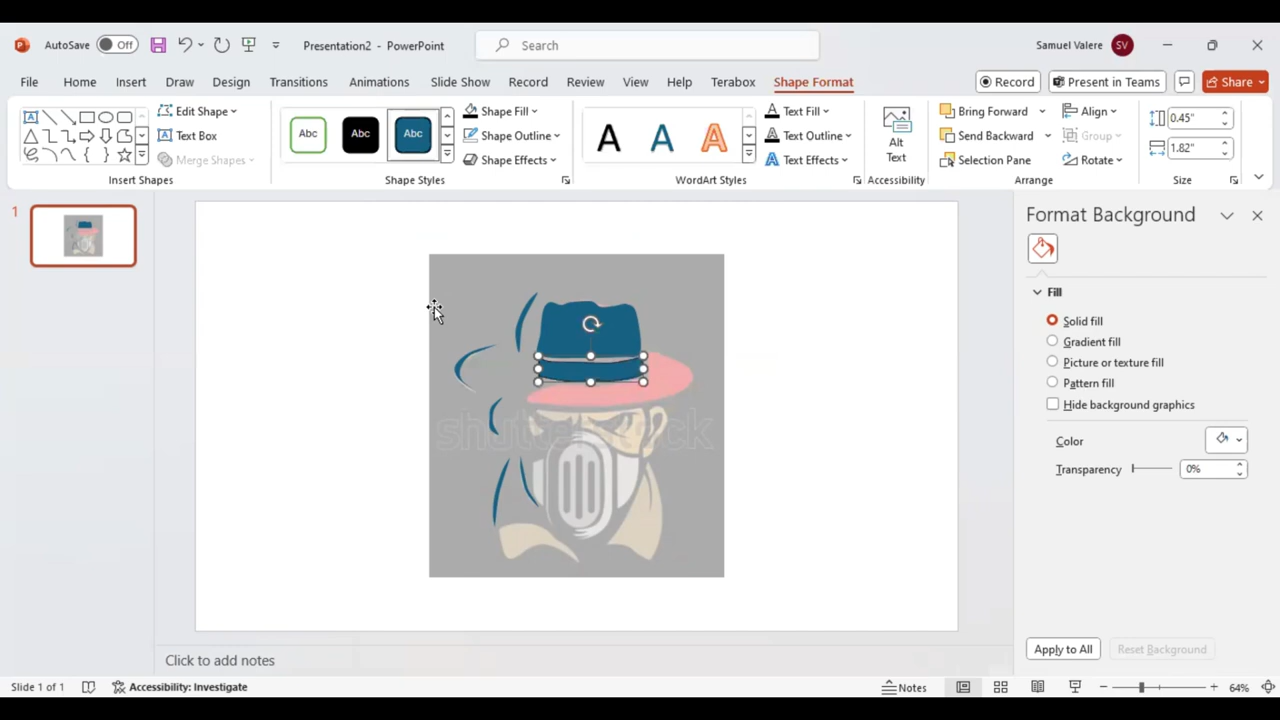 AutoSave Off Presentation2 - PowerPoint Search Samuel Valere SV
File Home Insert Draw Design Transitions Animations Slide Show Record Review View Help Terabox Shape Format Record Present in Teams Share
Edit Shape Text Box Merge Shapes
Insert Shapes
Abc Abc Abc
Shape Fill
Shape Outline
Shape Effects
Shape Styles
A A A
Text Fill
Text Outline
Text Effects
WordArt Styles
Alt
Text
Accessibility
Bring Forward Align
Send Backward Group
Selection Pane Rotate
Arrange
0.45"
1.82"
Size
1
shutterstock
Format Background
Fill
Solid fill
Gradient fill
Picture or texture fill
Pattern fill
Hide background graphics
Color
Transparency 0%
Apply to All Reset Background
Click to add notes
Slide 1 of 1 Accessibility: Investigate Notes 64%